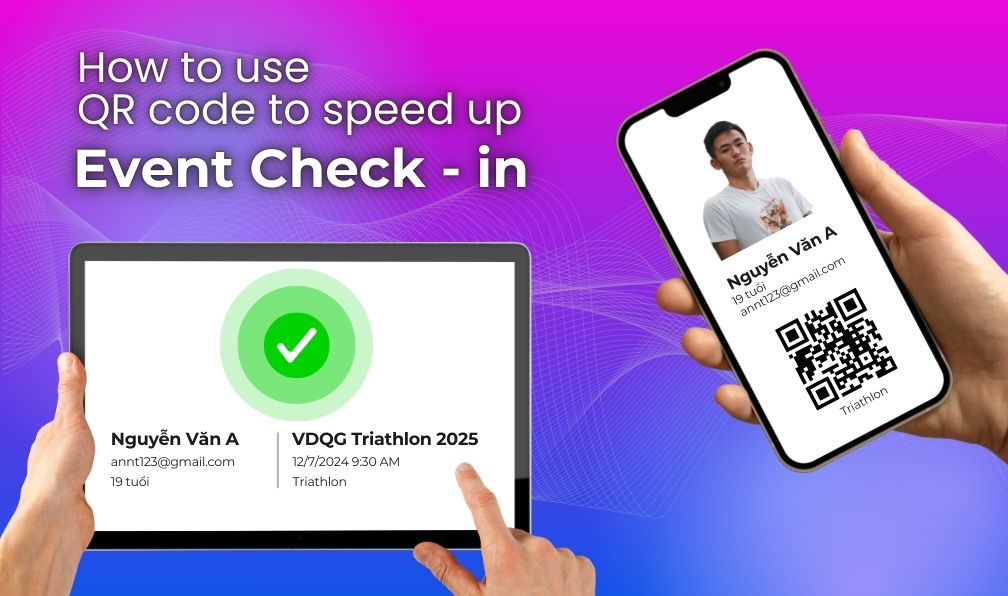 How to use
QR code to speed up
Event Check - in
Nguyễn Văn A
annt123@gmail.com
19 tuổi
VDQG Triathlon 2025
12/7/2024 9:30 AM
Triathlon
Nguyễn Văn A
19 tuổi
annt123@gmail.com
Triathlon